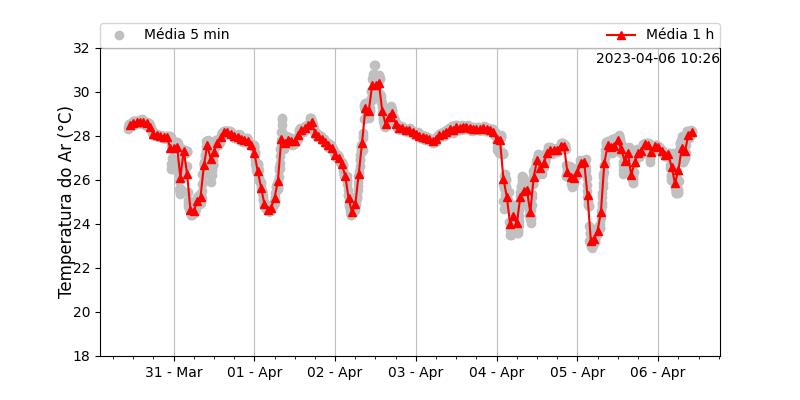 Média 5 min
Média 1 h
2023-04-06 10:26
Temperatura do Ar (°C)
32
30
28
26
24
22
20
18
31 - Mar
01 - Apr
02 - Apr
03 - Apr
04 - Apr
05 - Apr
06 - Apr